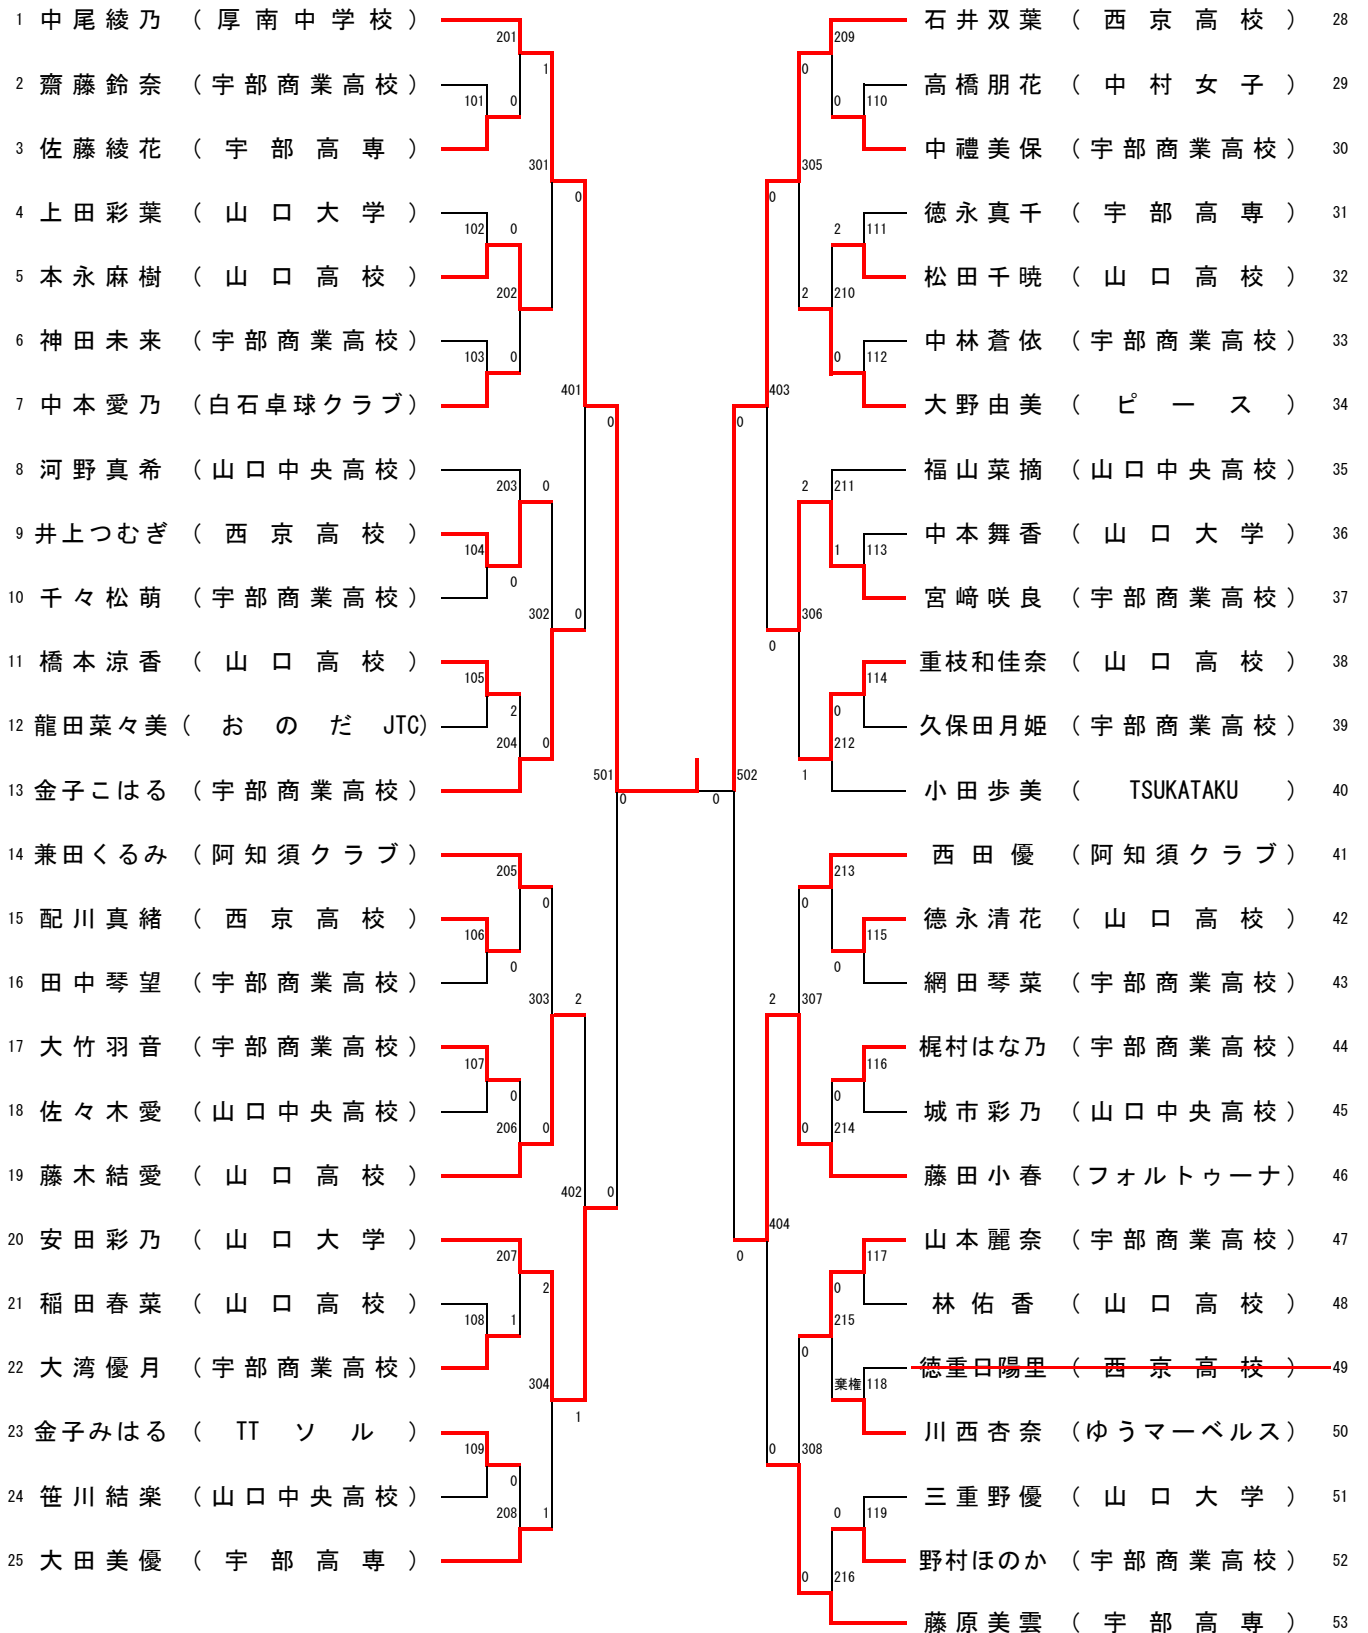 1 中尾綾乃 （厚南中学校）
2 齋藤鈴奈 （宇部商業高校）
3 佐藤綾花 （宇部高専）
4 上田彩葉 （山口大学）
5 本永麻樹 （山口高校）
6 神田未来 （宇部商業高校）
7 中本愛乃 （白石卓球クラブ）
8 河野真希 （山口中央高校）
9 井上つむぎ （西京高校）
10 千々松萌 （宇部商業高校）
11 橋本涼香 （山口高校）
12 龍田菜々美 （おのだ JTC)
13 金子こはる （宇部商業高校）
14 兼田くるみ （阿知須クラブ）
15 配川真緒 （西京高校）
16 田中琴望 （宇部商業高校）
17 大竹羽音 （宇部商業高校）
18 佐々木愛 （山口中央高校）
19 藤木結愛 （山口高校）
20 安田彩乃 （山口大学）
21 稲田春菜 （山口高校）
22 大湾優月 （宇部商業高校）
23 金子みはる （TT ソル）
24 笹川結楽 （山口中央高校）
25 大田美優 （宇部高専）
201
1
101 0
301
0
102 0
202
103 0
401
0
203 0
104
0
302 0
105
2
204 0
501
0
205
0
106
0
303 2
107
0
206 0
402 0
207
2
108 1
304
1
109
0
208 1
石井双葉 （西京高校） 28
高橋朋花 （中村女子） 29
中禮美保 （宇部商業高校） 30
徳永真千 （宇部高専） 31
松田千暁 （山口高校） 32
中林蒼依 （宇部商業高校） 33
大野由美 （ピース） 34
福山菜摘 （山口中央高校） 35
中本舞香 （山口大学） 36
宮﨑咲良 （宇部商業高校） 37
重枝和佳奈 （山口高校） 38
久保田月姫 （宇部商業高校） 39
小田歩美 （TSUKATAKU） 40
西田優 （阿知須クラブ） 41
徳永清花 （山口高校） 42
網田琴菜 （宇部商業高校） 43
梶村はな乃 （宇部商業高校） 44
城市彩乃 （山口中央高校） 45
藤田小春 （フォルトゥーナ） 46
山本麗奈 （宇部商業高校） 47
林佑香 （山口高校） 48
徳重日陽里 （西京高校） 49
川西杏奈 （ゆうマーベルス） 50
三重野優 （山口大学） 51
野村ほのか （宇部商業高校） 52
藤原美雲 （宇部高専） 53
209
0
0 110
305
0
2 111
2 210
0 112
403
0
2 211
1 113
306
0
114
0
212
1
502
0
213
0
115
0
2 307
116
0
0 214
404
0
117
0
215
0
棄権 118
0 308
0 119
0 216